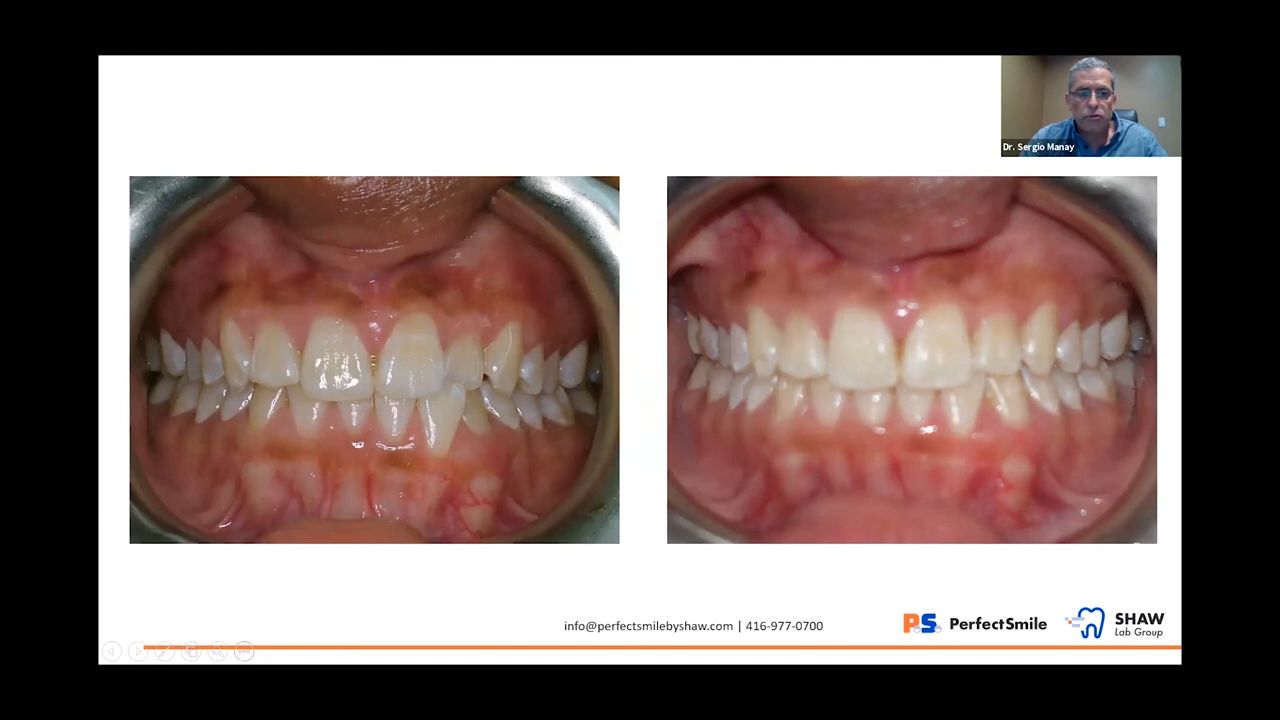 Dr. Sergio Manay
info@perfectsmilebyshaw.com | 416-977-0700
PS PerfectSmile
SHAW
Lab Group